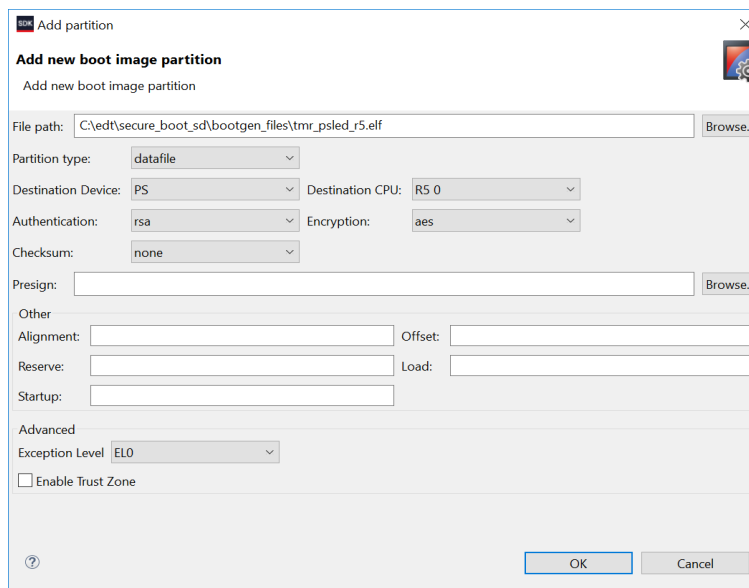 SDK Add partition
Add new boot image partition
Add new boot image partition
File path: C:\edt\secure_boot_sd\bootgen_files\tmr_psled_r5.elf Browse.
Partition type: datafile
Destination Device: PS Destination CPU: R5 0
Authentication: rsa Encryption: aes
Checksum: none
Presign: Browse.
Other
Alignment: Offset:
Reserve: Load:
Startup:
Advanced
Exception Level EL0
Enable Trust Zone
? OK Cancel